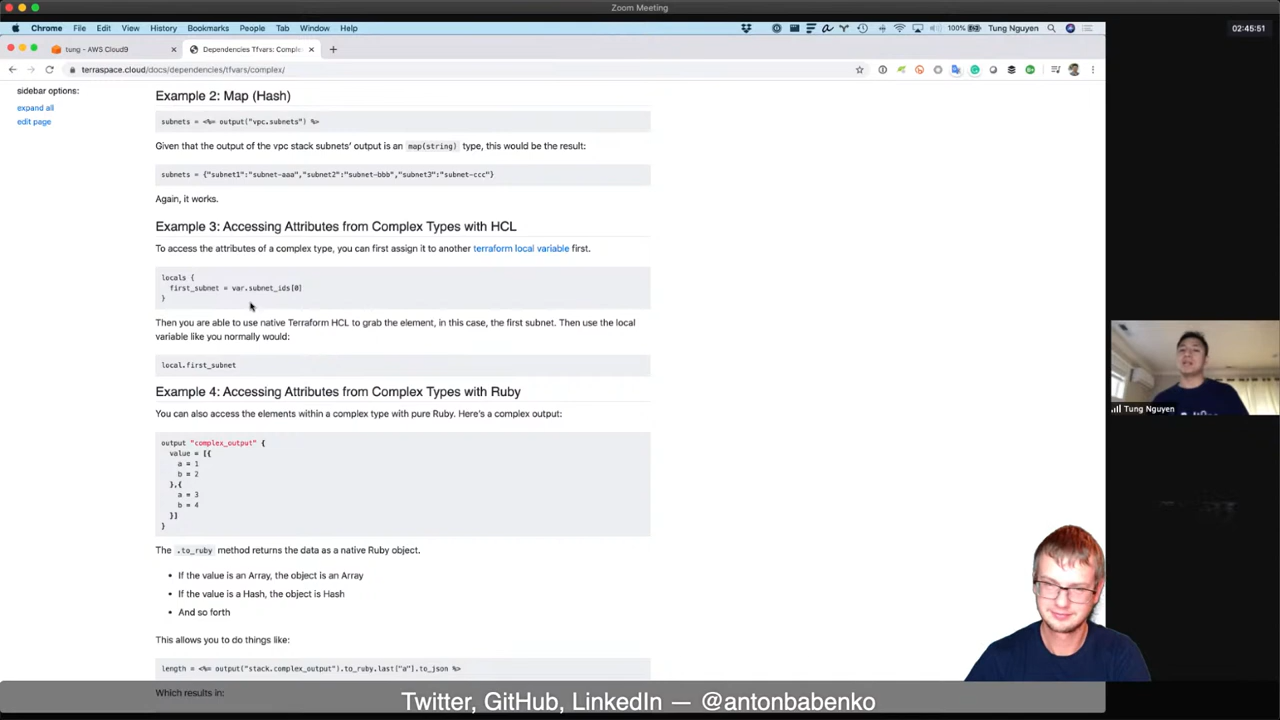 Zoom Meeting
Chrome File Edit View History Bookmarks People Tab Window Help
100% Tung Nguyen
02:45:51
tung - AWS Cloud9
Dependencies Tfvars: Comple
terraspace.cloud/docs/dependencies/tfvars/complex/
sidebar options:
expand all
edit page
Example 2: Map (Hash)
subnets = <%= output("vpc.subnets") %>
Given that the output of the vpc stack subnets' output is an map(string) type, this would be the result:
subnets = {"subnet1":"subnet-aaa","subnet2":"subnet-bbb","subnet3":"subnet-ccc"}
Again, it works.
Example 3: Accessing Attributes from Complex Types with HCL
To access the attributes of a complex type, you can first assign it to another terraform local variable first.
locals {
first_subnet = var.subnet_ids[0]
}
Then you are able to use native Terraform HCL to grab the element, in this case, the first subnet. Then use the local
variable like you normally would:
local.first_subnet
Example 4: Accessing Attributes from Complex Types with Ruby
You can also access the elements within a complex type with pure Ruby. Here's a complex output:
output "complex_output" {
value = [{
a = 1
b = 2
},{
a = 3
b = 4
}]
}
The .to_ruby method returns the data as a native Ruby object.
• If the value is an Array, the object is an Array
• If the value is a Hash, the object is Hash
• And so forth
This allows you to do things like:
length = <%= output("stack.complex_output").to_ruby.last["a"].to_json %>
Which results in:
Tung Nguyen
Twitter, GitHub, LinkedIn — @antonbabenko